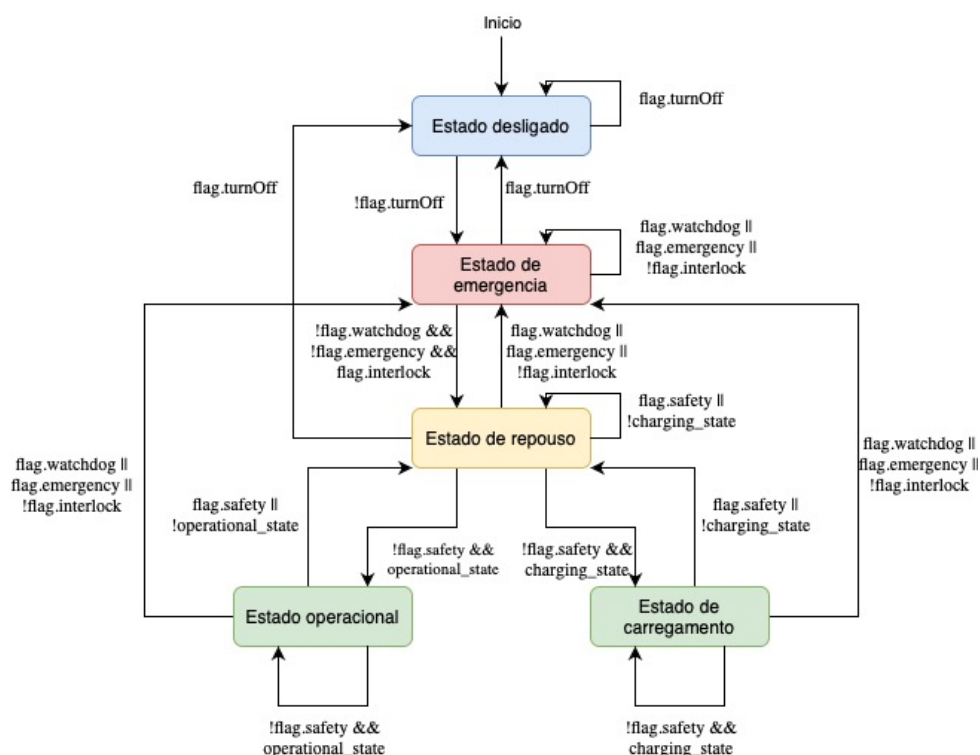 Inicio
flag.turnOff
Estado desligado
flag.turnOff
!flag.turnOff
flag.turnOff
flag.watchdog ||
flag.emergency ||
!flag.interlock
Estado de
emergencia
!flag.watchdog &&
!flag.emergency &&
flag.interlock
flag.watchdog ||
flag.emergency ||
!flag.interlock
flag.safety ||
!charging_state
Estado de repouso
flag.watchdog ||
flag.emergency ||
!flag.interlock
flag.safety ||
!operational_state
!flag.safety &&
operational_state
!flag.safety &&
charging_state
flag.safety ||
!charging_state
flag.watchdog ||
flag.emergency ||
!flag.interlock
Estado operacional
Estado de
carregamento
!flag.safety &&
operational_state
!flag.safety &&
charging_state